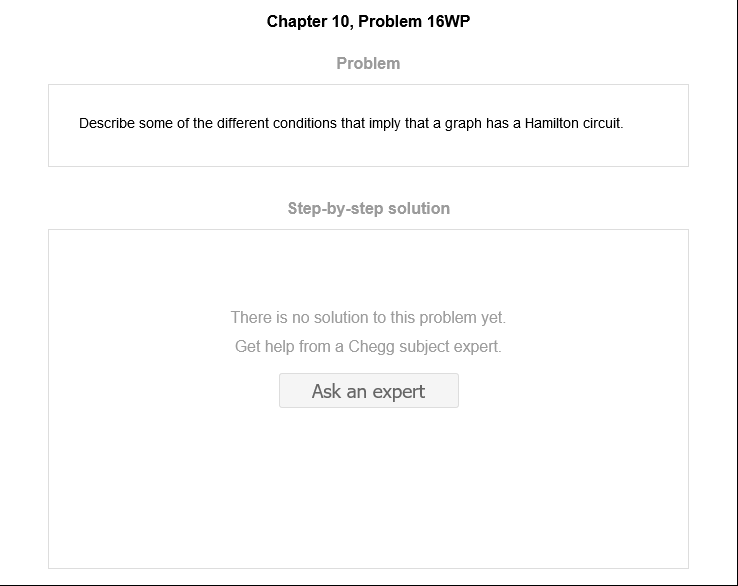 Chapter 10, Problem 16WP
Problem
Describe some of the different conditions that imply that a graph has a Hamilton circuit.
Step-by-step solution
There is no solution to this problem yet.
Get help from a Chegg subject expert.
Ask an expert